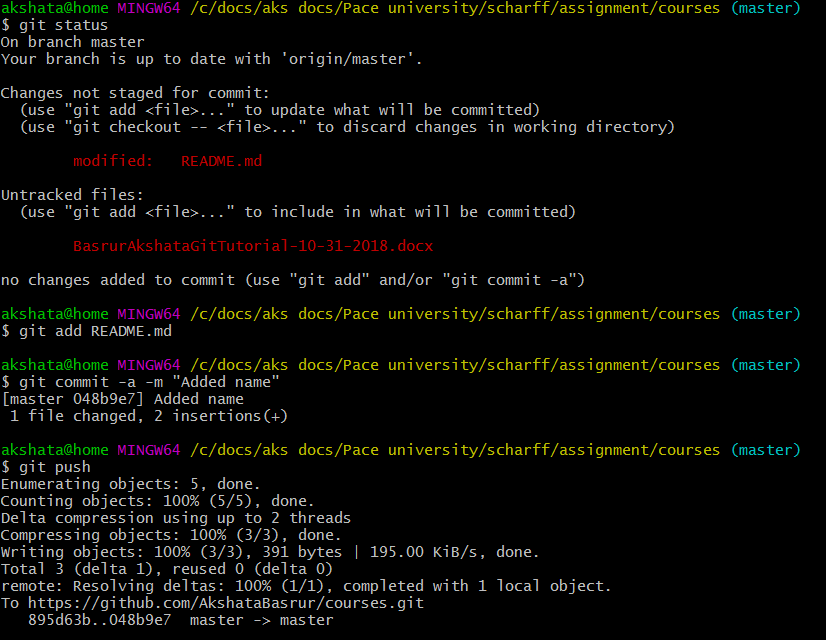 akshata@home MINGW64 /c/docs/aks docs/Pace university/scharff/assignment/courses (master)
$ git status
On branch master
Your branch is up to date with 'origin/master'.
Changes not staged for commit:
(use "git add <file>..." to update what will be committed)
(use "git checkout -- <file>..." to discard changes in working directory)
modified:   README.md
Untracked files:
(use "git add <file>..." to include in what will be committed)
BasrurAkshataGitTutorial-10-31-2018.docx
no changes added to commit (use "git add" and/or "git commit -a")
akshata@home MINGW64 /c/docs/aks docs/Pace university/scharff/assignment/courses (master)
$ git add README.md
akshata@home MINGW64 /c/docs/aks docs/Pace university/scharff/assignment/courses (master)
$ git commit -a -m "Added name"
[master 048b9e7] Added name
1 file changed, 2 insertions(+)
akshata@home MINGW64 /c/docs/aks docs/Pace university/scharff/assignment/courses (master)
$ git push
Enumerating objects: 5, done.
Counting objects: 100% (5/5), done.
Delta compression using up to 2 threads
Compressing objects: 100% (3/3), done.
Writing objects: 100% (3/3), 391 bytes | 195.00 KiB/s, done.
Total 3 (delta 1), reused 0 (delta 0)
remote: Resolving deltas: 100% (1/1), completed with 1 local object.
To https://github.com/AkshataBasrur/courses.git
895d63b..048b9e7  master -> master